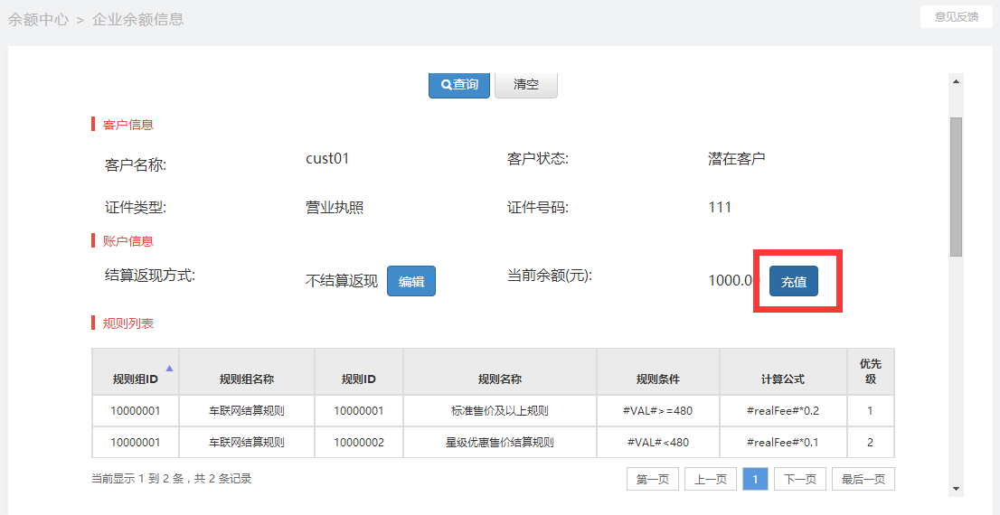 余额中心 > 企业余额信息
意见反馈
查询 清空
客户信息
客户名称: cust01 客户状态: 潜在客户
证件类型: 营业执照 证件号码: 111
账户信息
结算返现方式: 不结算返现 编辑 当前余额(元): 1000.0 充值
规则列表
规则组ID 规则组名称 规则ID 规则名称 规则条件 计算公式 优先级
10000001 车联网结算规则 10000001 标准售价及以上规则 #VAL#>=480 #realFee#*0.2 1
10000001 车联网结算规则 10000002 星级优惠售价结算规则 #VAL#<480 #realFee#*0.1 2
当前显示 1 到 2 条，共 2 条记录 第一页 上一页 1 下一页 最后一页